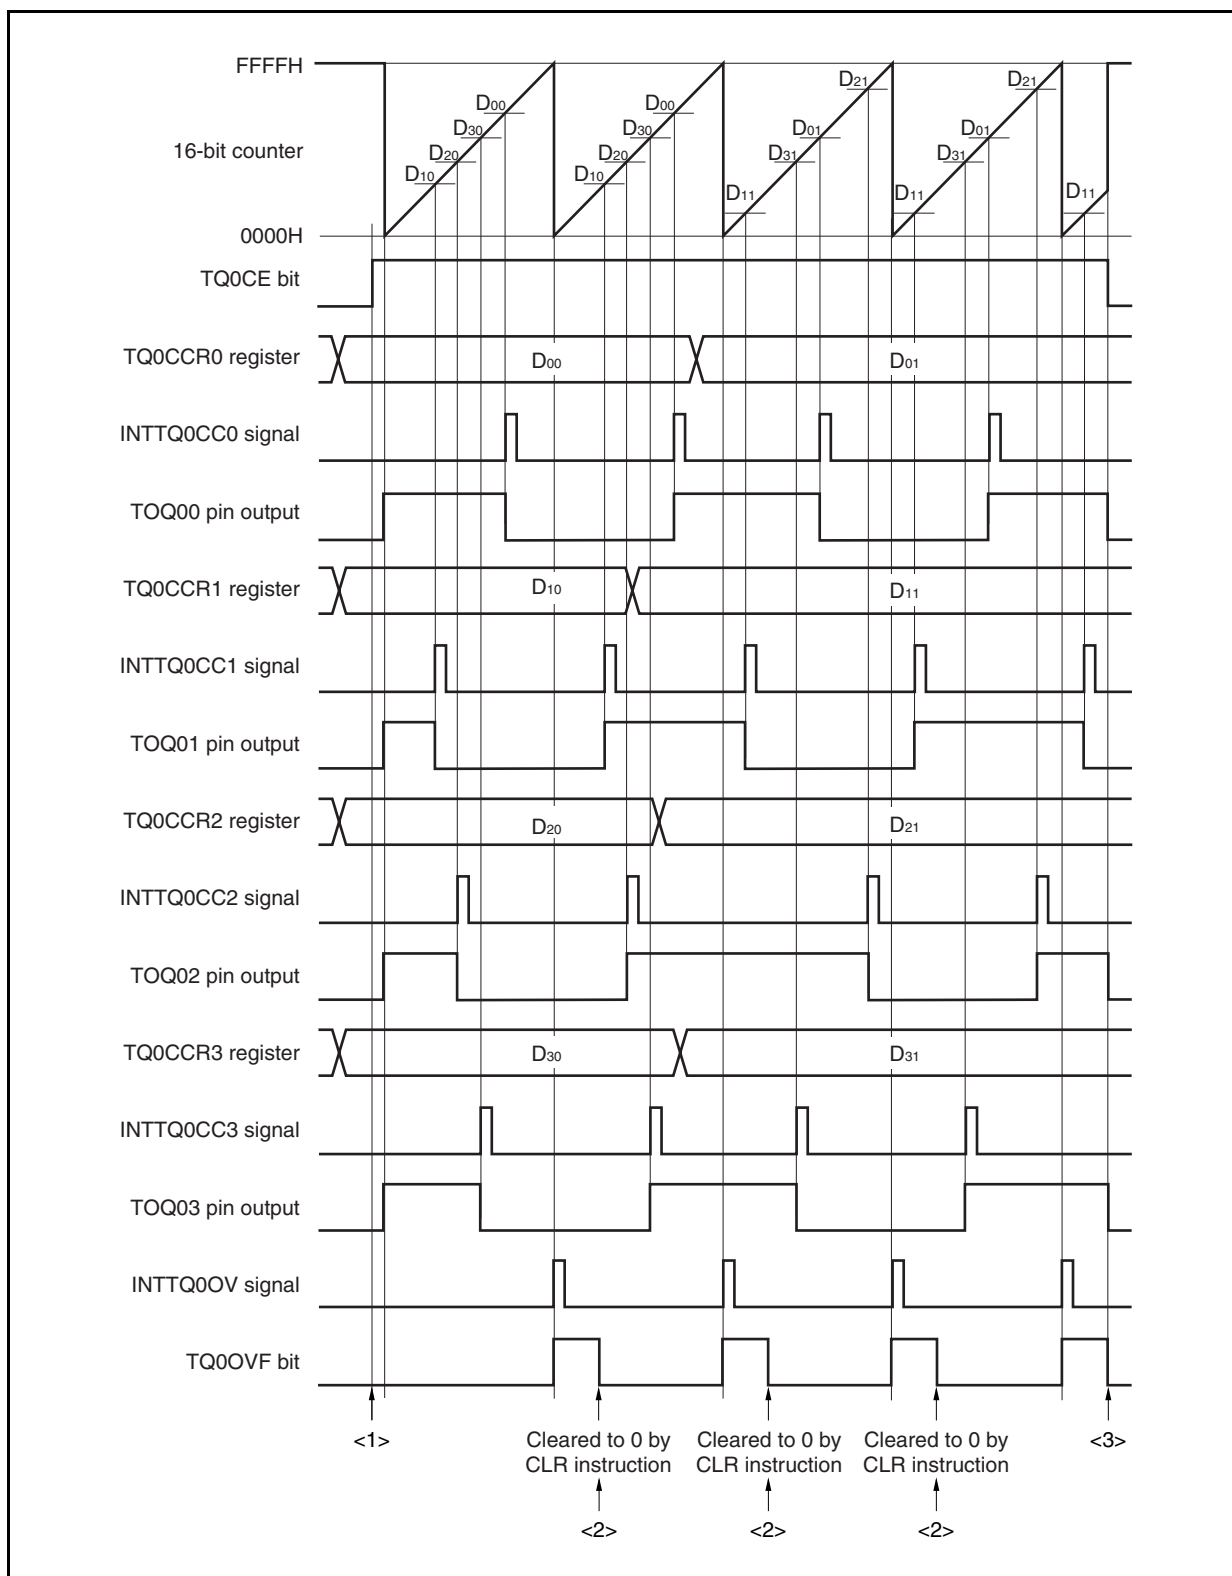 FFFFH
D00 D00 D21 D21
D30 D30 D01 D01
16-bit counter
D20 D20 D31 D31
D10 D10 D11 D11 D11
0000H
TQ0CE bit
TQ0CCR0 register D00 D01
INTTQ0CC0 signal
TOQ00 pin output
TQ0CCR1 register D10 D11
INTTQ0CC1 signal
TOQ01 pin output
TQ0CCR2 register D20 D21
INTTQ0CC2 signal
TOQ02 pin output
TQ0CCR3 register D30 D31
INTTQ0CC3 signal
TOQ03 pin output
INTTQ0OV signal
TQ0OVF bit
<1>
Cleared to 0 by
CLR instruction
<2>
Cleared to 0 by
CLR instruction
<2>
Cleared to 0 by
CLR instruction
<2>
<3>